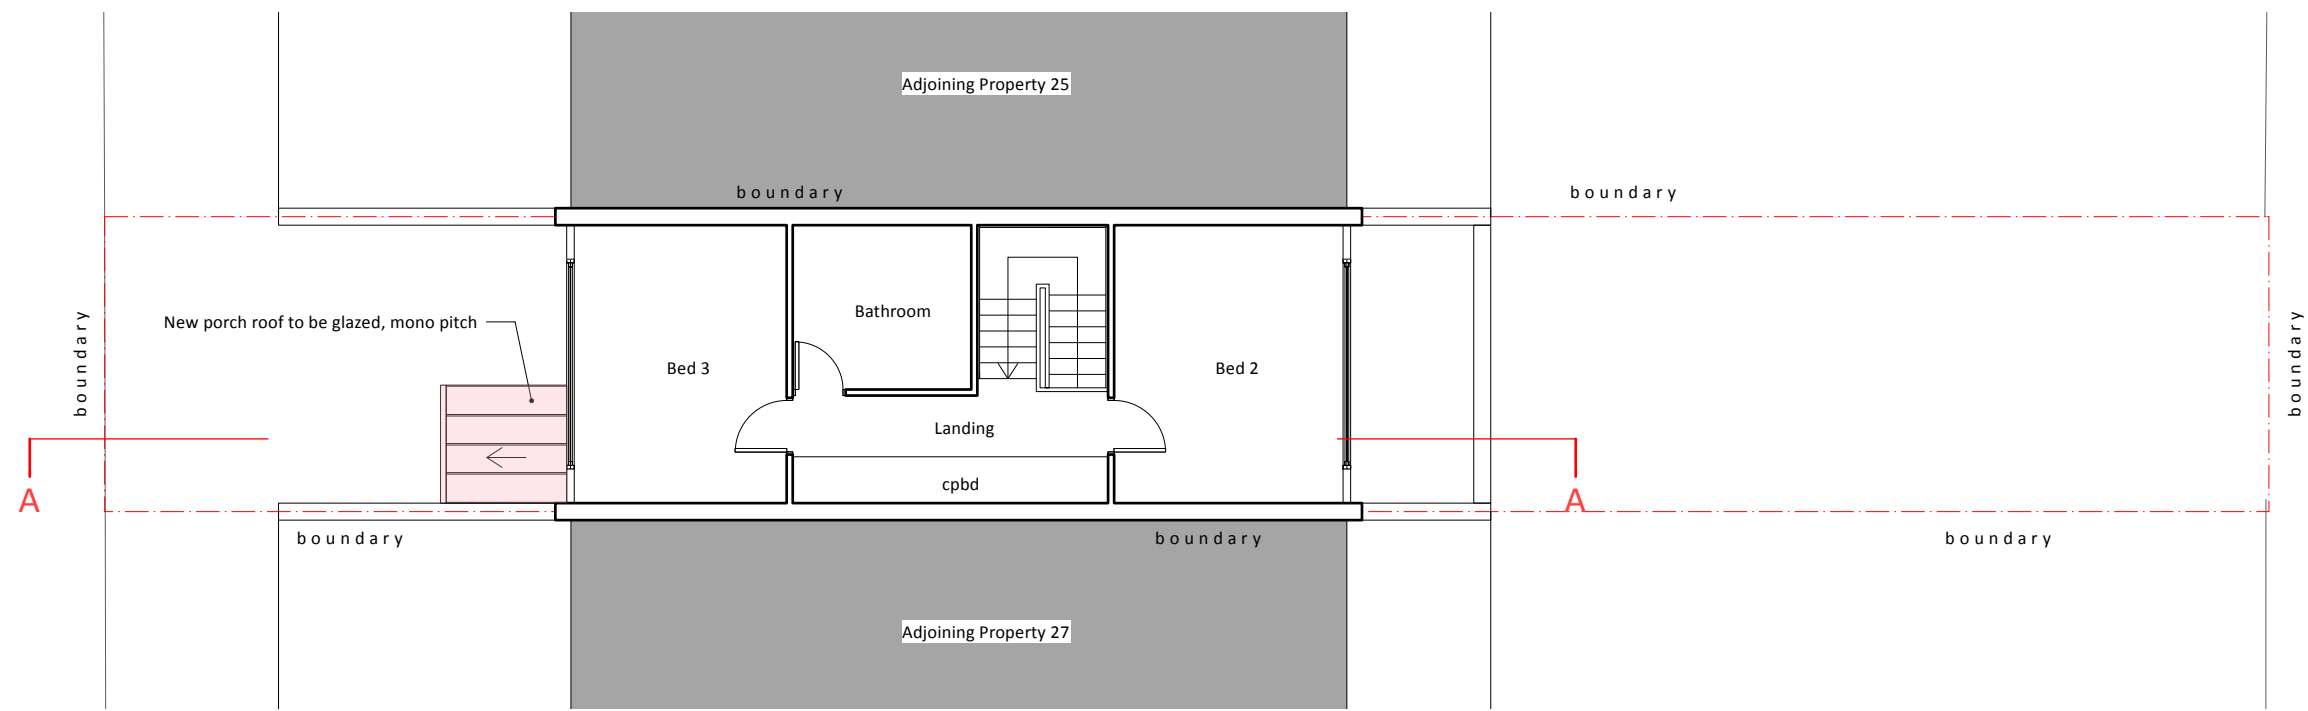 Adjoining Property 25
boundary
boundary
New porch roof to be glazed, mono pitch
Bathroom
boundary
boundary
Bed 3
Bed 2
Landing
cpbd
A
A
boundary
boundary
boundary
Adjoining Property 27